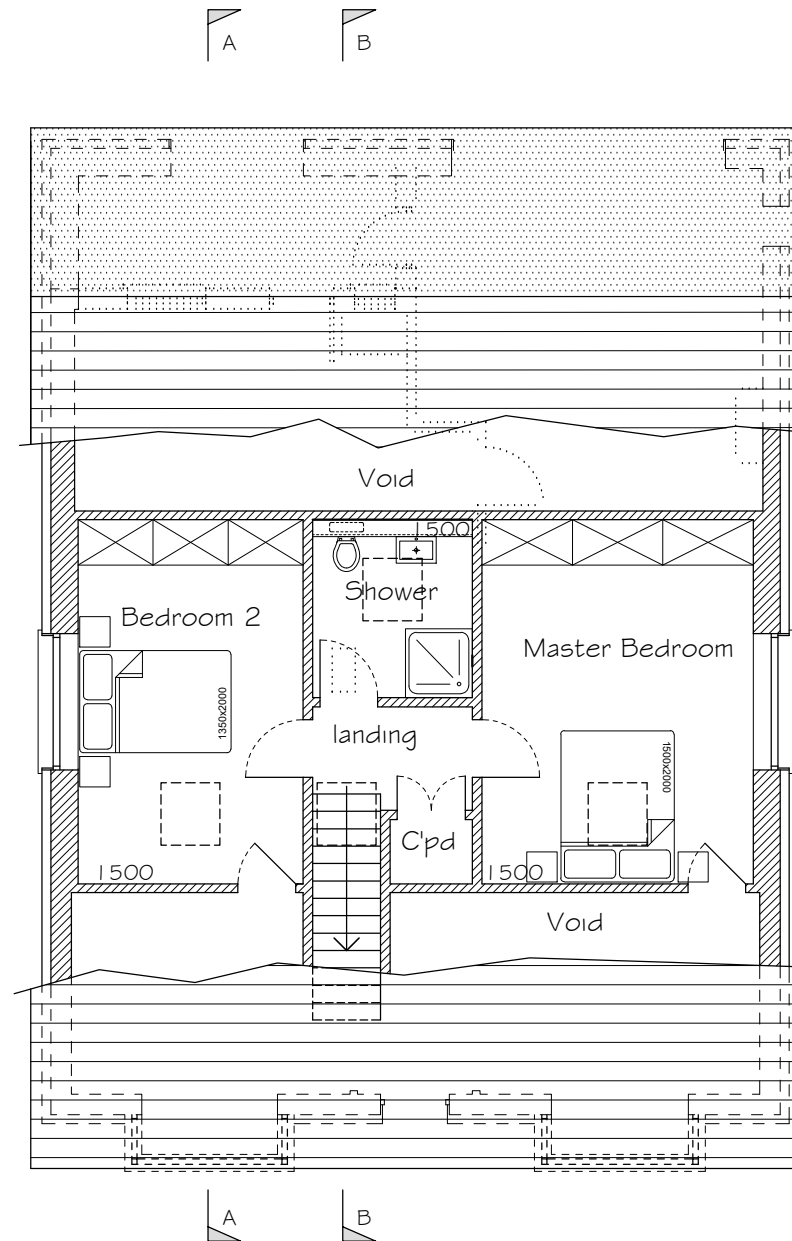 A B
Void
1500
Shower
Bedroom 2
Master Bedroom
1350x2000
landing
1500x2000
C'pd
1500
1500
Void
A B